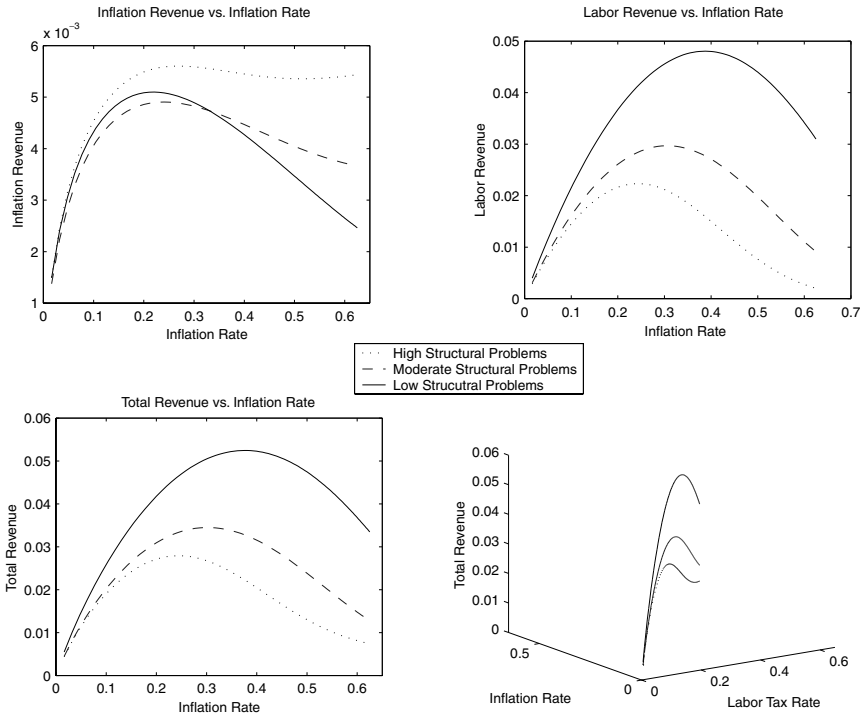 Inflation Revenue vs. Inflation Rate
x 10⁻³
6
5
4
3
2
1
Inflation Revenue
0 0.1 0.2 0.3 0.4 0.5 0.6
Inflation Rate
Labor Revenue vs. Inflation Rate
0.05
0.04
0.03
0.02
0.01
0
Labor Revenue
0 0.1 0.2 0.3 0.4 0.5 0.6 0.7
Inflation Rate
High Structural Problems
Moderate Structural Problems
Low Strucutral Problems
Total Revenue vs. Inflation Rate
0.06
0.05
0.04
0.03
0.02
0.01
0
Total Revenue
0 0.1 0.2 0.3 0.4 0.5 0.6
Inflation Rate
0.06
0.05
0.04
0.03
0.02
0.01
0
Total Revenue
0.5
0
Inflation Rate
0 0.2 0.4 0.6
Labor Tax Rate